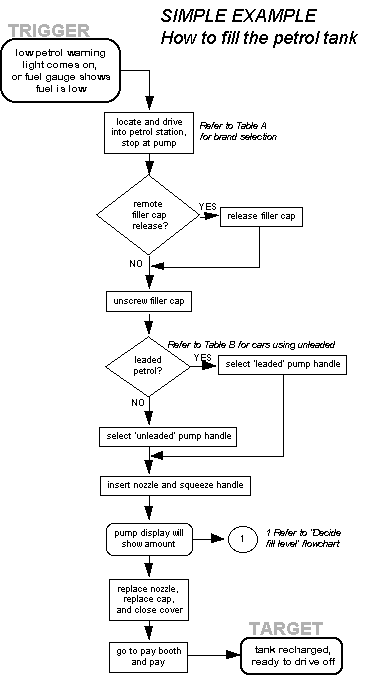 SIMPLE EXAMPLE
How to fill the petrol tank
TRIGGER
low petrol warning
light comes on,
or fuel gauge shows
fuel is low
locate and drive
into petrol station,
stop at pump
Refer to Table A
for brand selection
remote
filler cap
release?
YES
release filler cap
NO
unscrew filler cap
Refer to Table B for cars using unleaded
leaded
petrol?
YES
select 'leaded' pump handle
NO
select 'unleaded' pump handle
insert nozzle and squeeze handle
pump display will
show amount
1
1 Refer to 'Decide
fill level' flowchart
replace nozzle,
replace cap,
and close cover
go to pay booth
and pay
TARGET
tank recharged,
ready to drive off